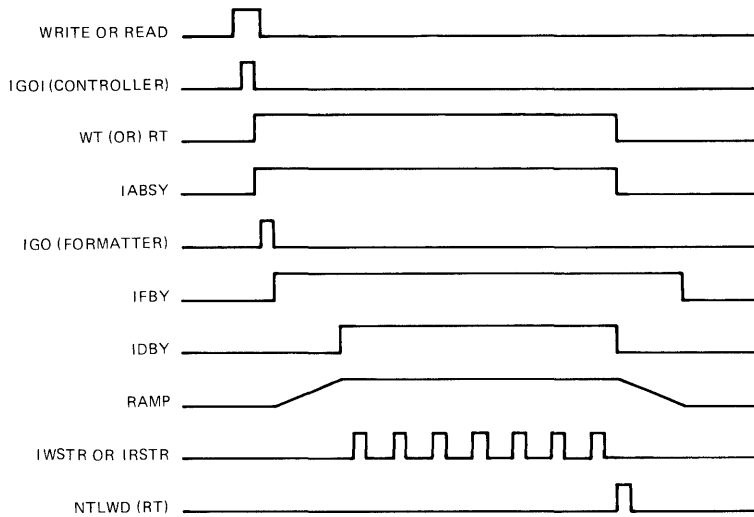 WRITE OR READ
IGOI (CONTROLLER)
WT (OR) RT
IABSY
IGO (FORMATTER)
IFBY
IDBY
RAMP
IWSTR OR IRSTR
NTLWD (RT)